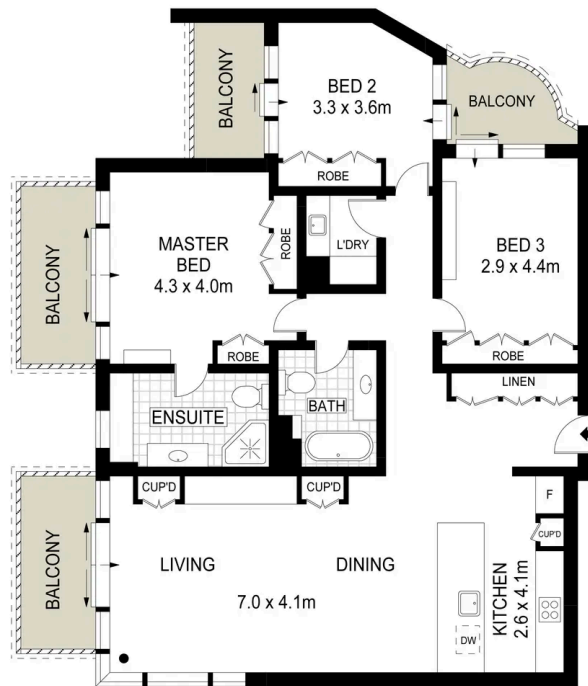 BALCONY
BED 2
3.3 x 3.6m
ROBE
BALCONY
BALCONY
MASTER
BED
4.3 x 4.0m
ROBE
ROBE
L'DRY
BED 3
2.9 x 4.4m
ROBE
LINEN
ENSUITE
BATH
BALCONY
CUP'D
CUP'D
LIVING
DINING
7.0 x 4.1m
F
CUP'D
KITCHEN
2.6 x 4.1m
DW